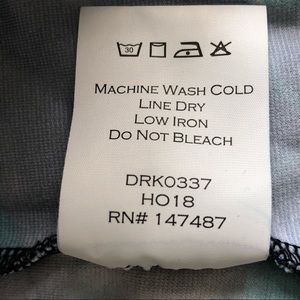 30
MACHINE WASH COLD
LINE DRY
LOW IRON
DO NOT BLEACH
DRK0337
HO18
RN# 147487